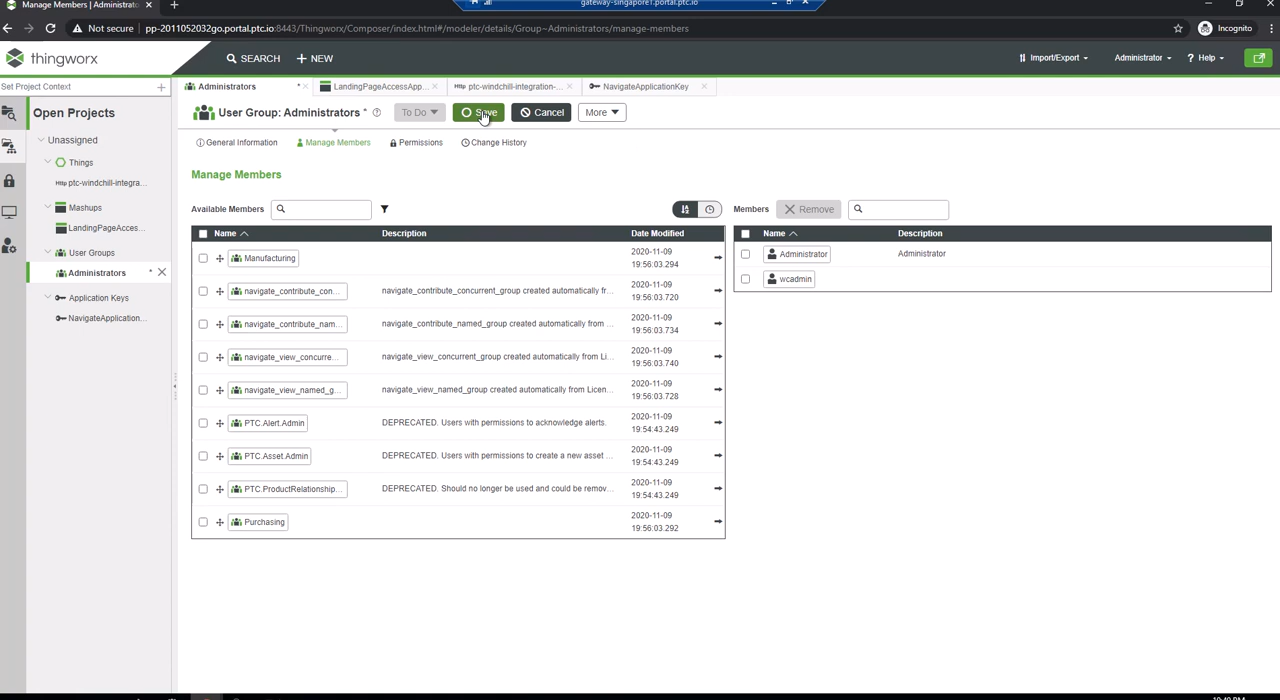 gateway-singapore1.portal.ptc.io
Manage Members | Administrato
Not secure | pp-2011052032go.portal.ptc.io:8443/Thingworx/Composer/index.html#/modeler/details/Group~Administrators/manage-members
Incognito
thingworx
SEARCH
NEW
Import/Export
Administrator
Help
Set Project Context
Administrators *
LandingPageAccessApp...
Http ptc-windchill-integration-...
NavigateApplicationKey
Open Projects
User Group: Administrators *
To Do
Save
Cancel
More
Unassigned
General Information
Manage Members
Permissions
Change History
Things
Http ptc-windchill-integra...
Manage Members
Mashups
LandingPageAcces...
User Groups
Administrators *
Application Keys
NavigateApplication...
Available Members
Members
Remove
Name
Description
Date Modified
Manufacturing
2020-11-09
19:56:03.294
navigate_contribute_con...
navigate_contribute_concurrent_group created automatically fr...
2020-11-09
19:56:03.720
navigate_contribute_nam...
navigate_contribute_named_group created automatically from ...
2020-11-09
19:56:03.734
navigate_view_concurre...
navigate_view_concurrent_group created automatically from Li...
2020-11-09
19:56:03.740
navigate_view_named_g...
navigate_view_named_group created automatically from Licen...
2020-11-09
19:56:03.728
PTC.Alert.Admin
DEPRECATED. Users with permissions to acknowledge alerts.
2020-11-09
19:54:43.249
PTC.Asset.Admin
DEPRECATED. Users with permissions to create a new asset ...
2020-11-09
19:54:43.249
PTC.ProductRelationship...
DEPRECATED. Should no longer be used and could be remov...
2020-11-09
19:54:43.249
Purchasing
2020-11-09
19:56:03.292
Name
Description
Administrator
Administrator
wcadmin